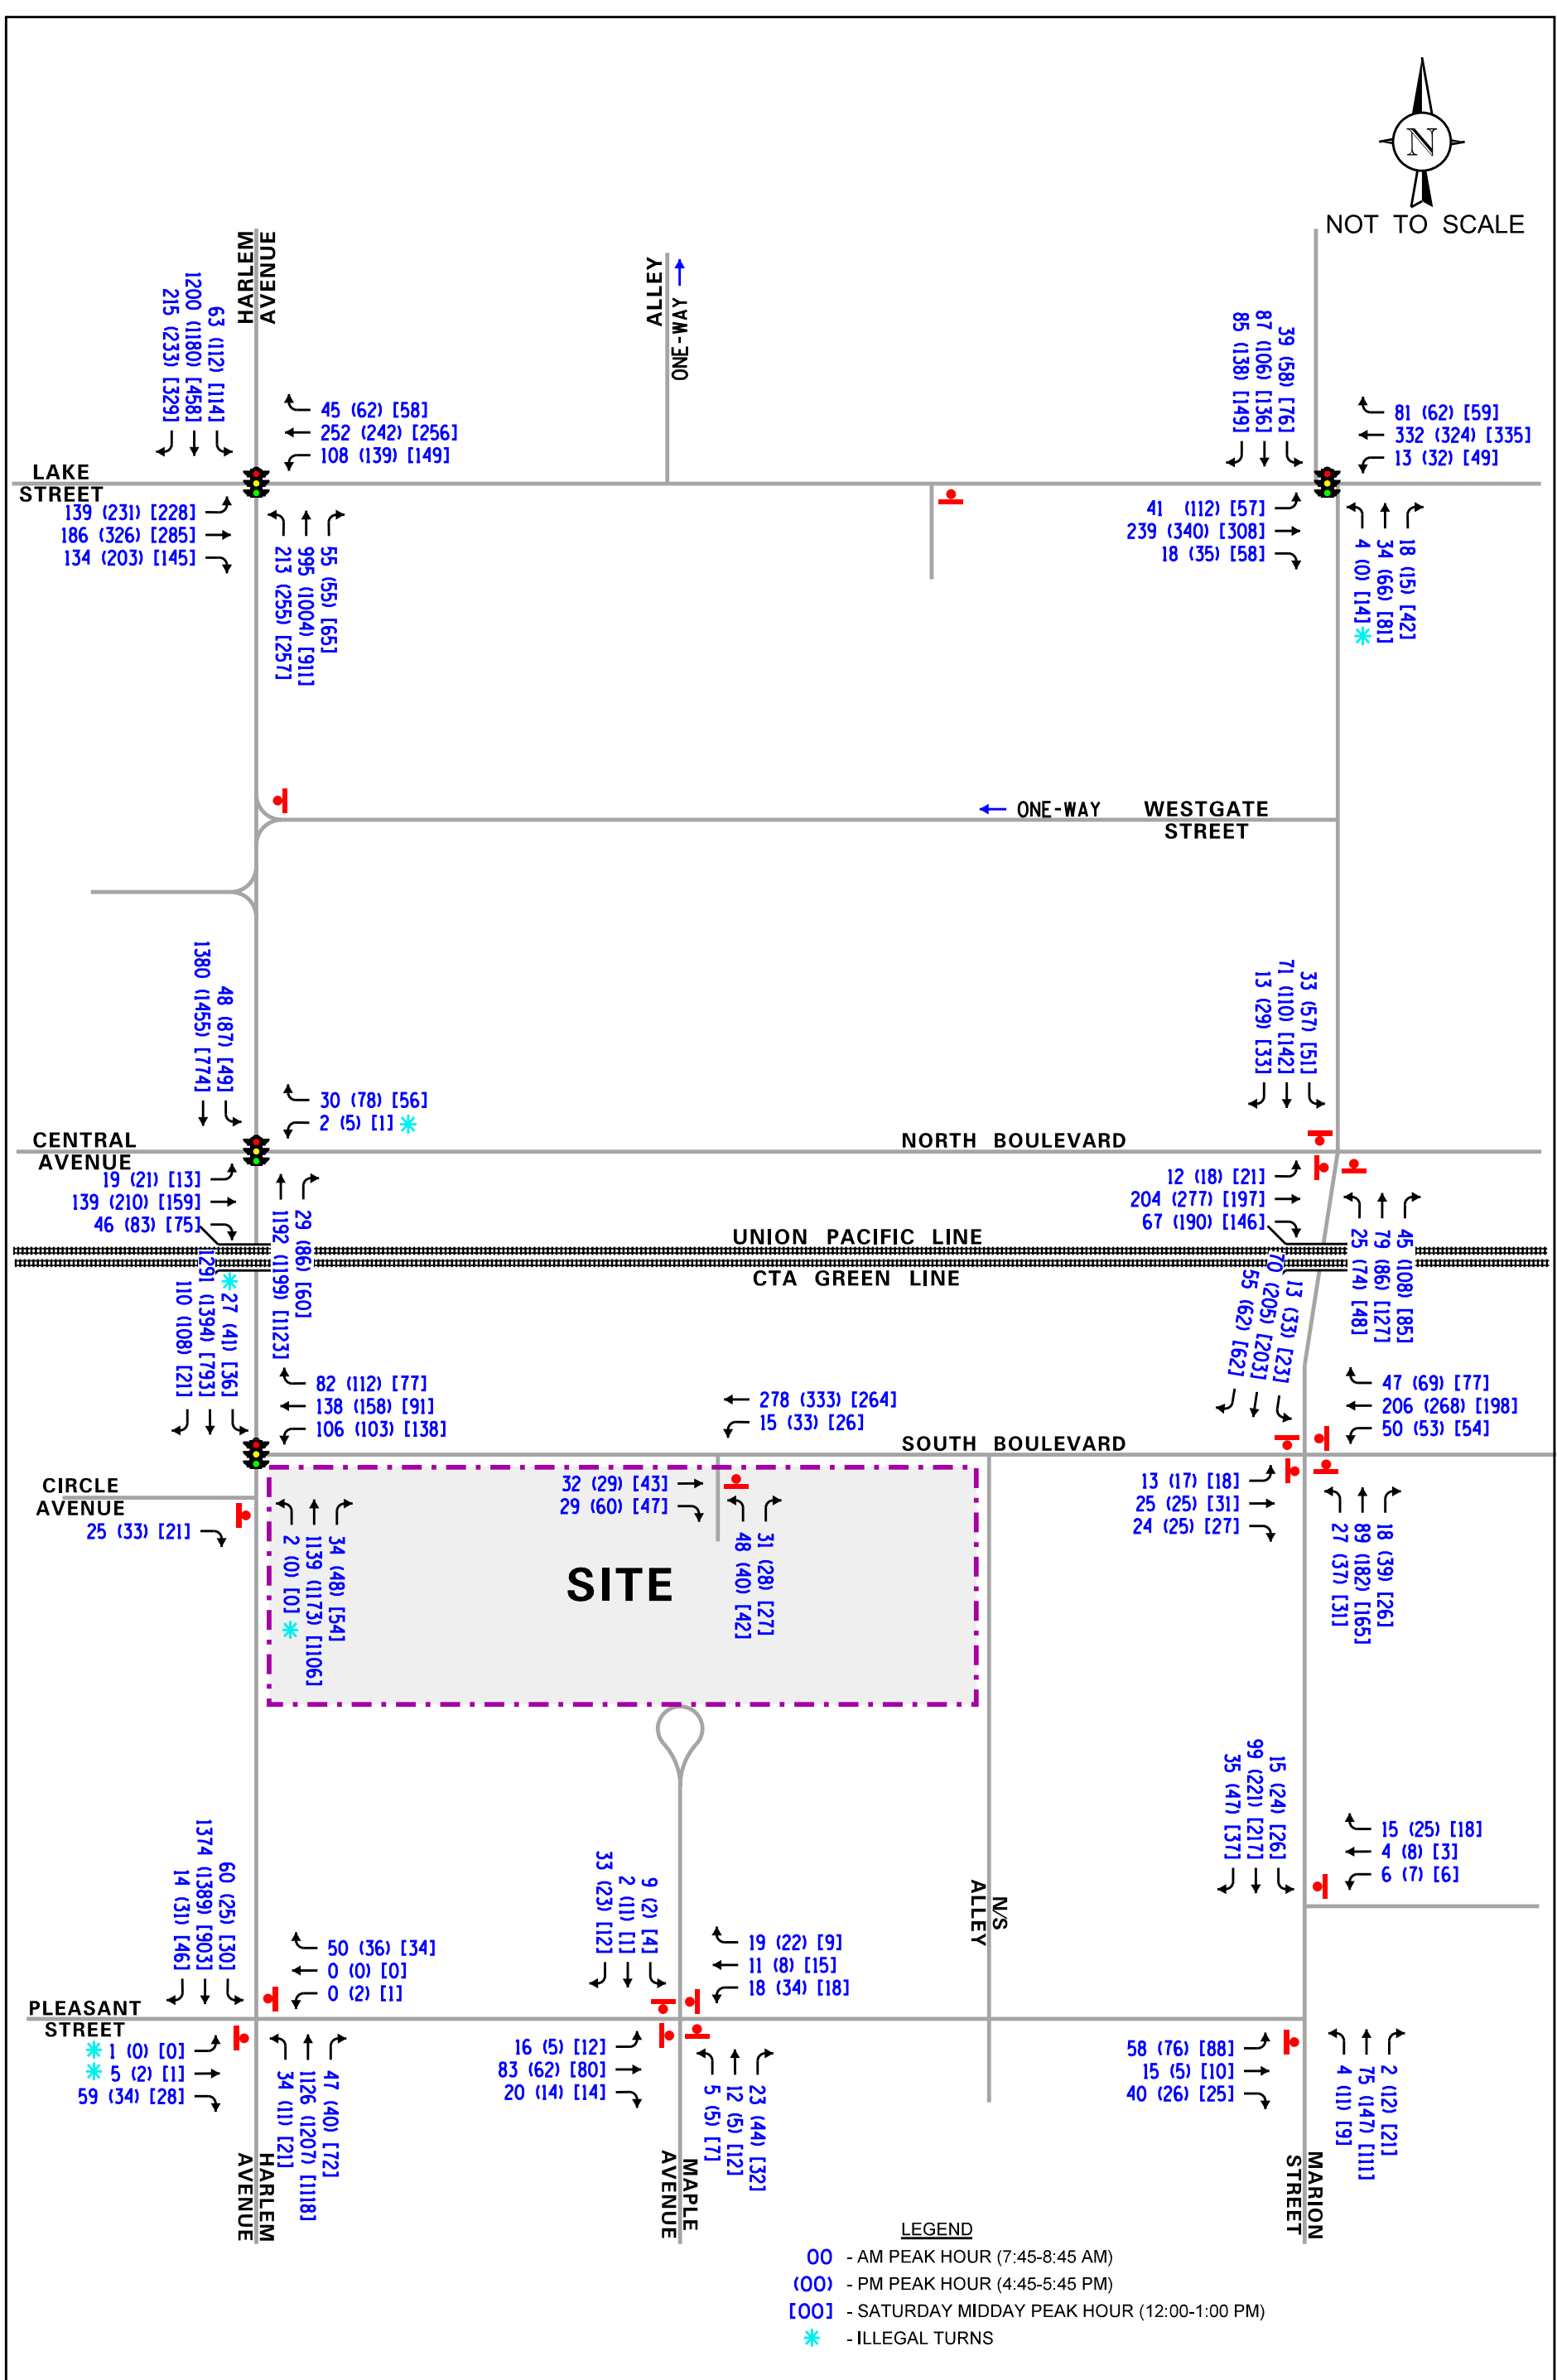 N
NOT TO SCALE
HARLEM
AVENUE
ALLEY
ONE-WAY
63 (112) [114]
1200 (1180) [458]
215 (233) [329]
39 (58) [76]
87 (106) [136]
85 (138) [149]
45 (62) [58]
252 (242) [256]
108 (139) [149]
81 (62) [59]
332 (324) [335]
13 (32) [49]
LAKE
STREET
139 (231) [228]
186 (326) [285]
134 (203) [145]
41 (112) [57]
239 (340) [308]
18 (35) [58]
55 (55) [65]
995 (1004) [911]
213 (255) [257]
18 (15) [42]
34 (66) [81]
4 (0) [14]
ONE-WAY WESTGATE
STREET
48 (87) [49]
1380 (1455) [774]
33 (57) [51]
71 (110) [142]
13 (29) [33]
30 (78) [56]
2 (5) [1]
CENTRAL
AVENUE
NORTH BOULEVARD
19 (21) [13]
139 (210) [159]
46 (83) [75]
12 (18) [21]
204 (277) [197]
67 (190) [146]
29 (86) [60]
1192 (1199) [1123]
45 (108) [85]
79 (86) [127]
25 (74) [48]
UNION PACIFIC LINE
CTA GREEN LINE
27 (41) [36]
1291 (1394) [793]
110 (108) [21]
13 (33) [23]
70 (205) [203]
55 (62) [62]
82 (112) [77]
138 (158) [91]
106 (103) [138]
278 (333) [264]
15 (33) [26]
47 (69) [77]
206 (268) [198]
50 (53) [54]
SOUTH BOULEVARD
CIRCLE
AVENUE
25 (33) [21]
32 (29) [43]
29 (60) [47]
13 (17) [18]
25 (25) [31]
24 (25) [27]
34 (48) [54]
1139 (1173) [1106]
2 (0) [0]
31 (28) [27]
48 (40) [42]
18 (39) [26]
89 (182) [165]
27 (37) [31]
SITE
60 (25) [30]
1374 (1389) [903]
14 (31) [46]
9 (2) [4]
2 (11) [1]
33 (23) [12]
N/S
ALLEY
15 (24) [26]
99 (221) [217]
35 (47) [37]
15 (25) [18]
4 (8) [3]
6 (7) [6]
50 (36) [34]
0 (0) [0]
0 (2) [1]
19 (22) [9]
11 (8) [15]
18 (34) [18]
PLEASANT
STREET
1 (0) [0]
5 (2) [1]
59 (34) [28]
16 (5) [12]
83 (62) [80]
20 (14) [14]
58 (76) [88]
15 (5) [10]
40 (26) [25]
47 (40) [72]
1126 (1207) [1118]
34 (11) [21]
23 (44) [32]
12 (5) [12]
5 (5) [7]
2 (12) [21]
75 (147) [111]
4 (11) [9]
HARLEM
AVENUE
MAPLE
AVENUE
MARION
STREET
LEGEND
00 - AM PEAK HOUR (7:45-8:45 AM)
(00) - PM PEAK HOUR (4:45-5:45 PM)
[00] - SATURDAY MIDDAY PEAK HOUR (12:00-1:00 PM)
- ILLEGAL TURNS